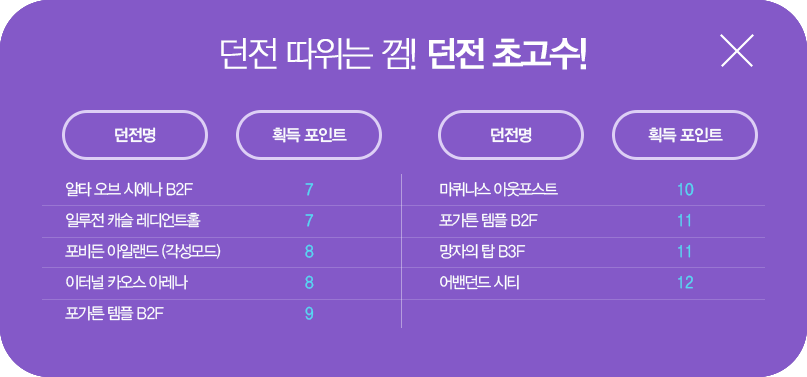 던전 따위는 껌! 던전 초고수!
던전명 획득 포인트 던전명 획득 포인트
알타 오브 시에나 B2F 7 마퀴나스 아웃포스트 10
일루전 캐슬 레디언트홀 7 포가튼 템플 B2F 11
포비든 아일랜드 (각성모드) 8 망자의 탑 B3F 11
이터널 카오스 아레나 8 어밴던드 시티 12
포가튼 템플 B2F 9